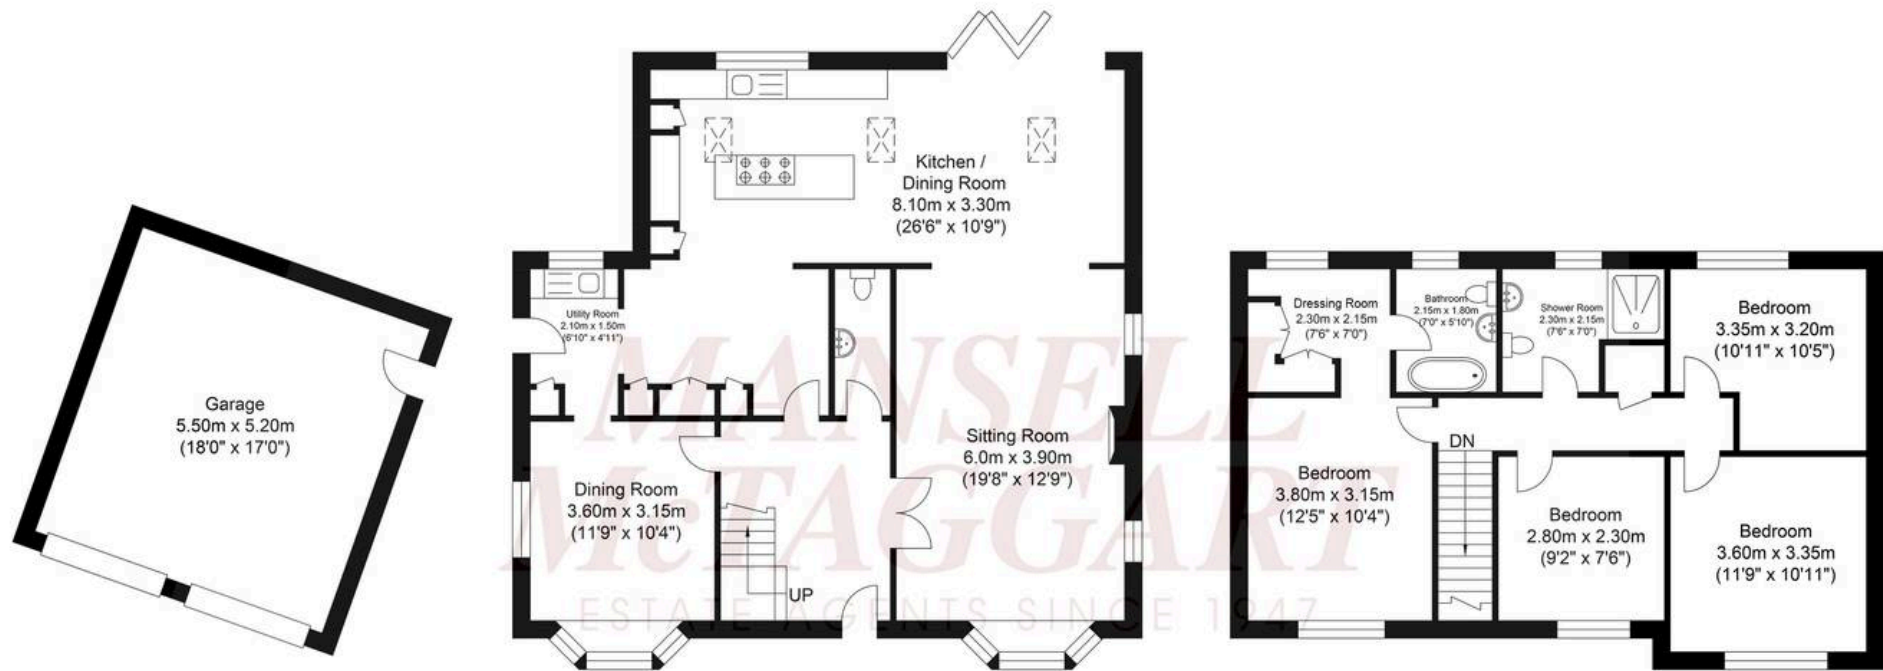 Garage
5.50m x 5.20m
(18'0" x 17'0")
Kitchen /
Dining Room
8.10m x 3.30m
(26'6" x 10'9")
Utility Room
2.10m x 1.50m
(6'10" x 4'11")
Sitting Room
6.0m x 3.90m
(19'8" x 12'9")
Dining Room
3.60m x 3.15m
(11'9" x 10'4")
UP
Dressing Room
2.30m x 2.15m
(7'6" x 7'0")
Bathroom
2.15m x 1.80m
(7'0" x 5'10")
Shower Room
2.30m x 2.15m
(7'6" x 7'0")
Bedroom
3.35m x 3.20m
(10'11" x 10'5")
DN
Bedroom
3.80m x 3.15m
(12'5" x 10'4")
Bedroom
2.80m x 2.30m
(9'2" x 7'6")
Bedroom
3.60m x 3.35m
(11'9" x 10'11")
MANSELL
McTAGGART
ESTATE AGENTS SINCE 1947